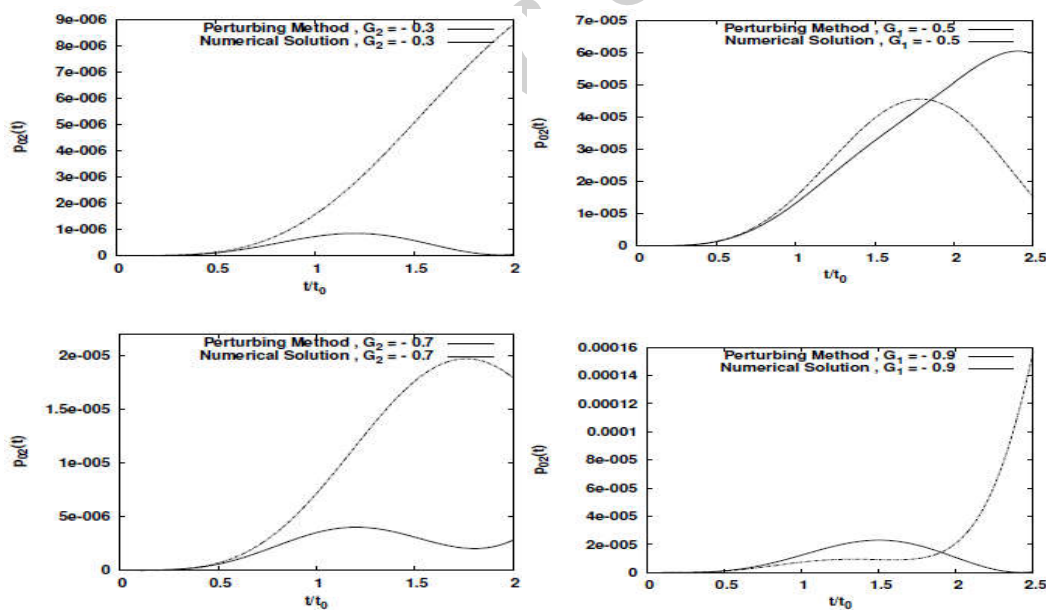 9e-006
8e-006
7e-006
6e-006
5e-006
4e-006
3e-006
2e-006
1e-006
0
p02(t)
Perturbing Method , G2 = - 0.3
Numerical Solution , G2 = - 0.3
0 0.5 1 1.5 2
t/t0
7e-005
6e-005
5e-005
4e-005
3e-005
2e-005
1e-005
0
p02(t)
Perturbing Method , G1 = - 0.5
Numerical Solution , G1 = - 0.5
0 0.5 1 1.5 2 2.5
t/t0
2e-005
1.5e-005
1e-005
5e-006
0
p02(t)
Perturbing Method , G2 = - 0.7
Numerical Solution , G2 = - 0.7
0 0.5 1 1.5 2
t/t0
0.00016
0.00014
0.00012
0.0001
8e-005
6e-005
4e-005
2e-005
0
p02(t)
Perturbing Method , G1 = - 0.9
Numerical Solution , G1 = - 0.9
0 0.5 1 1.5 2 2.5
t/t0